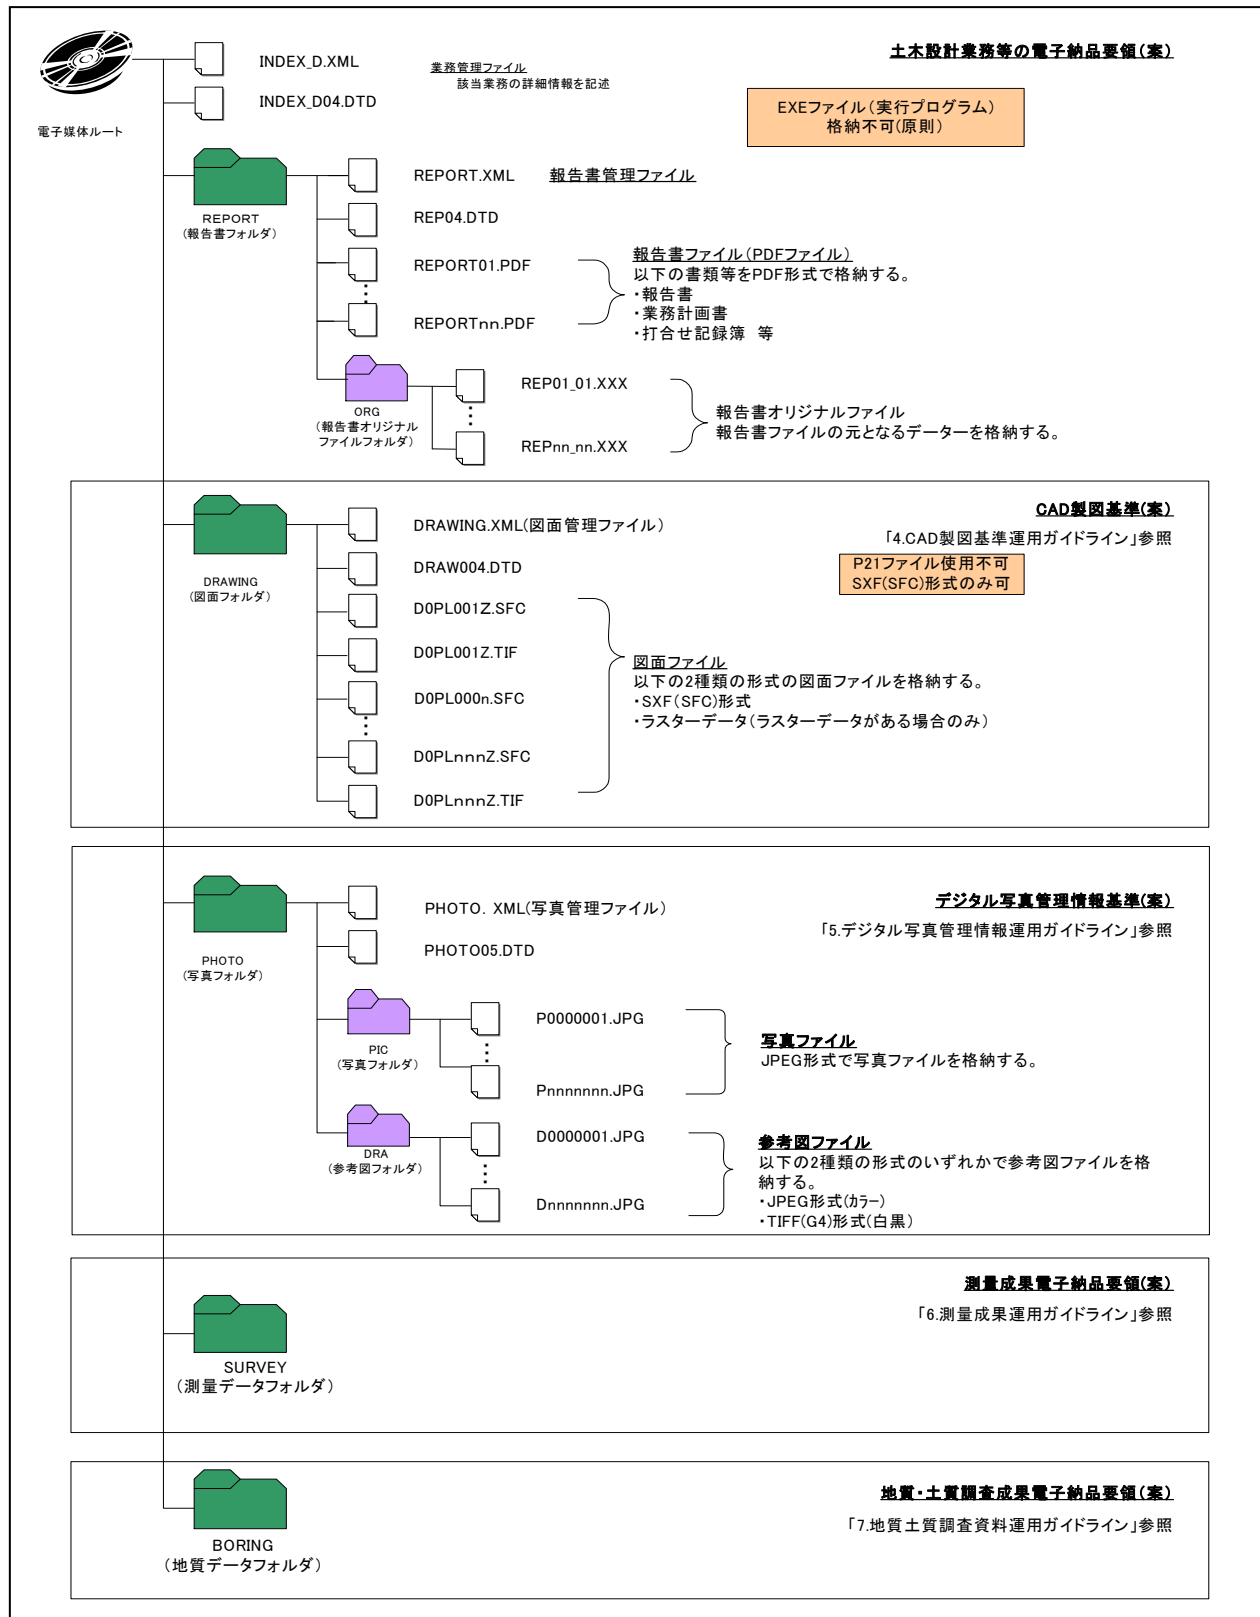 土木設計業務等の電子納品要領(案)
INDEX_D.XML
業務管理ファイル
該当業務の詳細情報を記述
INDEX_D04.DTD
EXEファイル(実行プログラム)
格納不可(原則)
電子媒体ルート
REPORT.XML 報告書管理ファイル
REPORT
(報告書フォルダ)
REP04.DTD
REPORT01.PDF
REPORTnn.PDF
報告書ファイル(PDFファイル)
以下の書類等をPDF形式で格納する。
・報告書
・業務計画書
・打合せ記録簿 等
ORG
(報告書オリジナル
ファイルフォルダ)
REP01_01.XXX
REPnn_nn.XXX
報告書オリジナルファイル
報告書ファイルの元となるデーターを格納する。
CAD製図基準(案)
「4.CAD製図基準運用ガイドライン」参照
P21ファイル使用不可
SXF(SFC)形式のみ可
DRAWING
(図面フォルダ)
DRAWING.XML(図面管理ファイル)
DRAW004.DTD
D0PL001Z.SFC
D0PL001Z.TIF
D0PL000n.SFC
D0PLnnnZ.SFC
D0PLnnnZ.TIF
図面ファイル
以下の2種類の形式の図面ファイルを格納する。
・SXF(SFC)形式
・ラスターデータ(ラスターデータがある場合のみ)
デジタル写真管理情報基準(案)
「5.デジタル写真管理情報運用ガイドライン」参照
PHOTO
(写真フォルダ)
PHOTO. XML(写真管理ファイル)
PHOTO05.DTD
PIC
(写真フォルダ)
P0000001.JPG
Pnnnnnnn.JPG
写真ファイル
JPEG形式で写真ファイルを格納する。
DRA
(参考図フォルダ)
D0000001.JPG
Dnnnnnnn.JPG
参考図ファイル
以下の2種類の形式のいずれかで参考図ファイルを格
納する。
・JPEG形式(カラー)
・TIFF(G4)形式(白黒)
測量成果電子納品要領(案)
「6.測量成果運用ガイドライン」参照
SURVEY
(測量データフォルダ)
地質・土質調査成果電子納品要領(案)
「7.地質土質調査資料運用ガイドライン」参照
BORING
(地質データフォルダ)